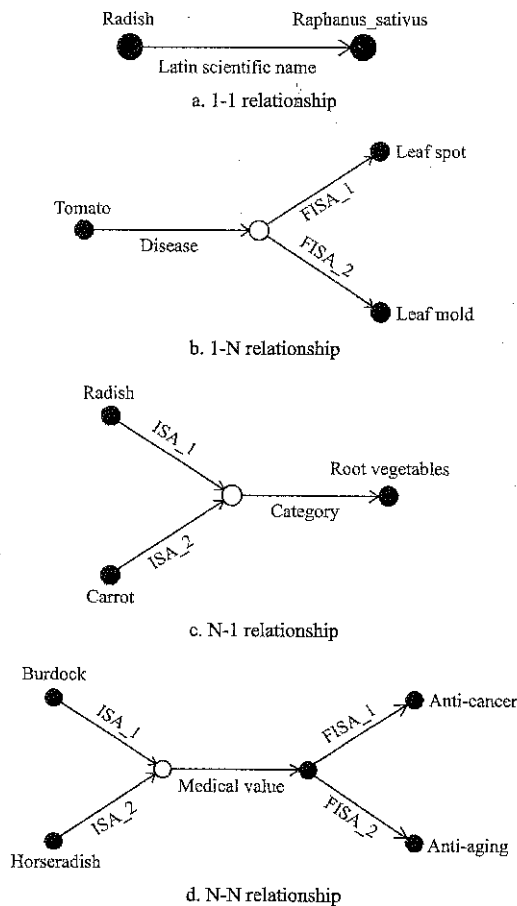 Radish
Raphanus_sativus
Latin scientific name
a. 1-1 relationship
Leaf spot
FISA_1
Tomato
Disease
FISA_2
Leaf mold
b. 1-N relationship
Radish
ISA_1
Root vegetables
Category
ISA_2
Carrot
c. N-1 relationship
Burdock
ISA_1
FISA_1
Anti-cancer
Medical value
ISA_2
FISA_2
Horseradish
Anti-aging
d. N-N relationship